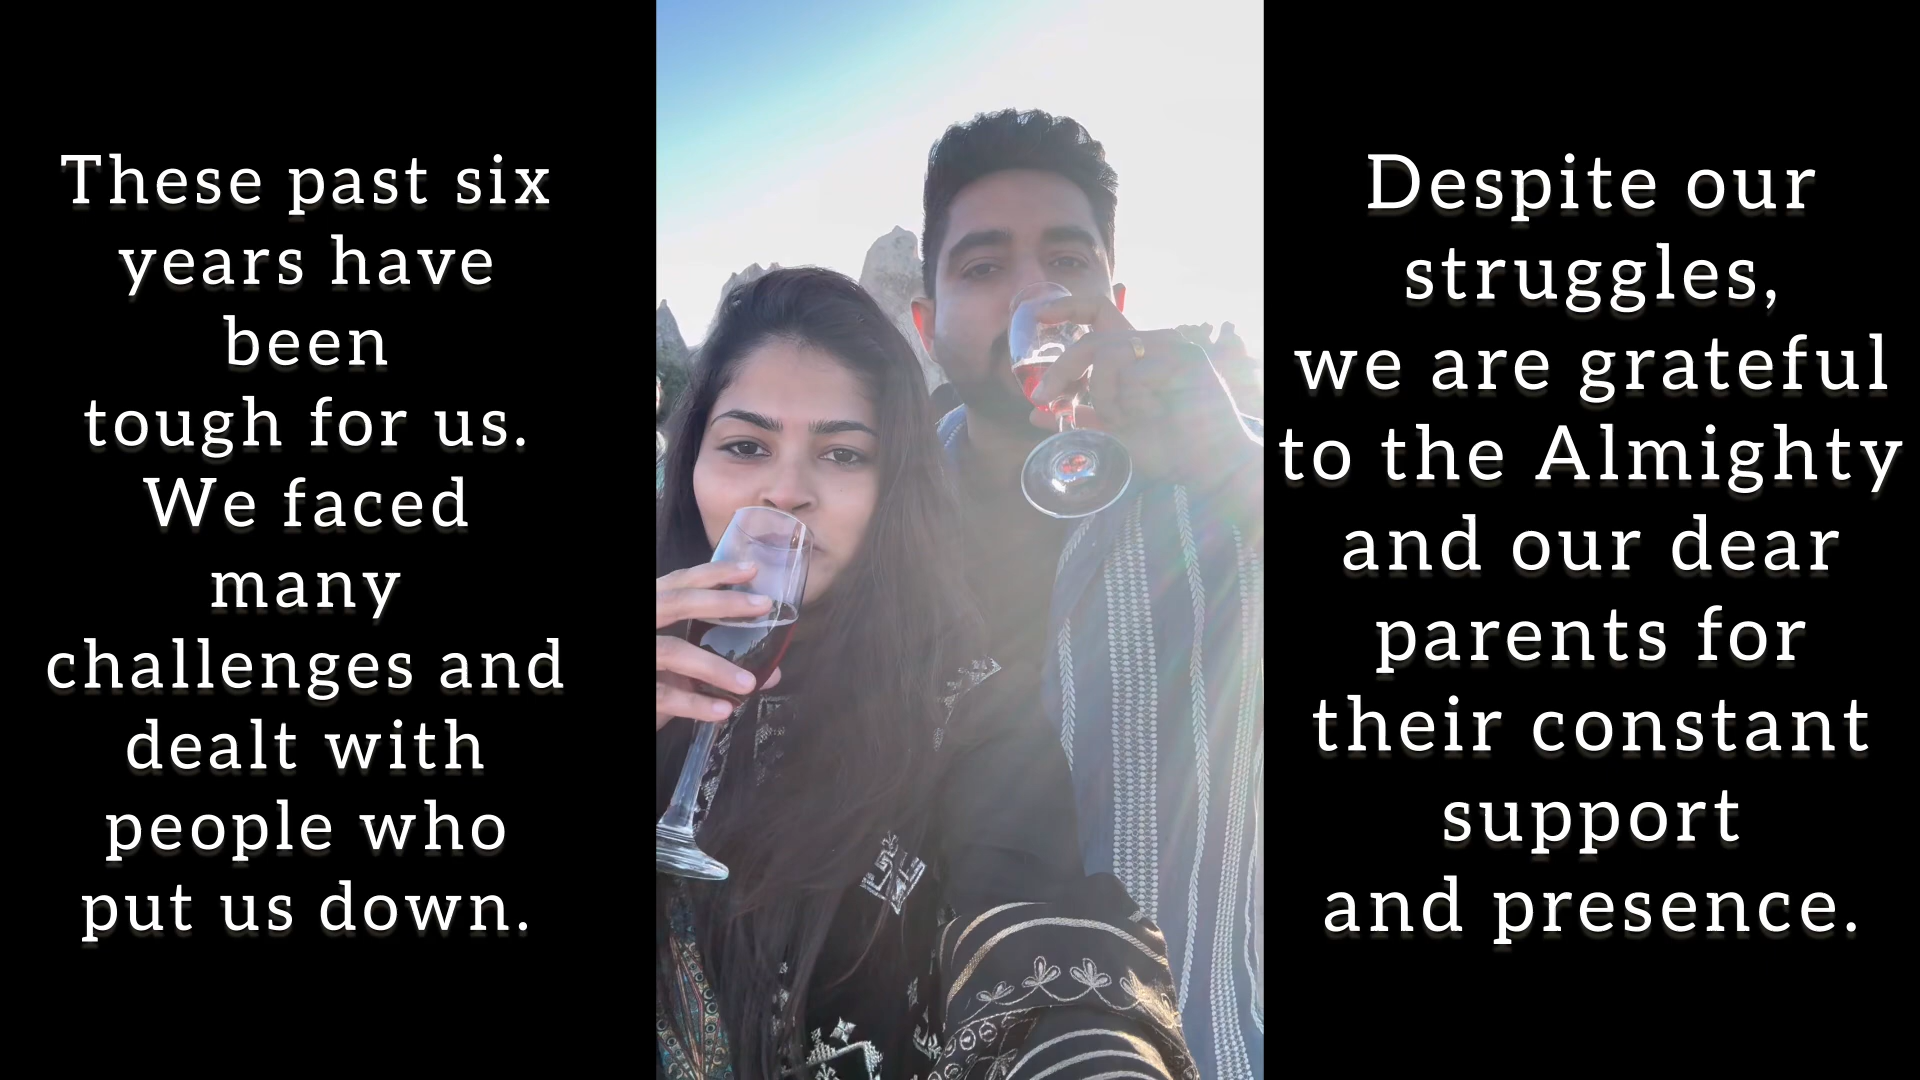 These past six
years have
been
tough for us.
We faced
many
challenges and
dealt with
people who
put us down.
Despite our
struggles,
we are grateful
to the Almighty
and our dear
parents for
their constant
support
and presence.